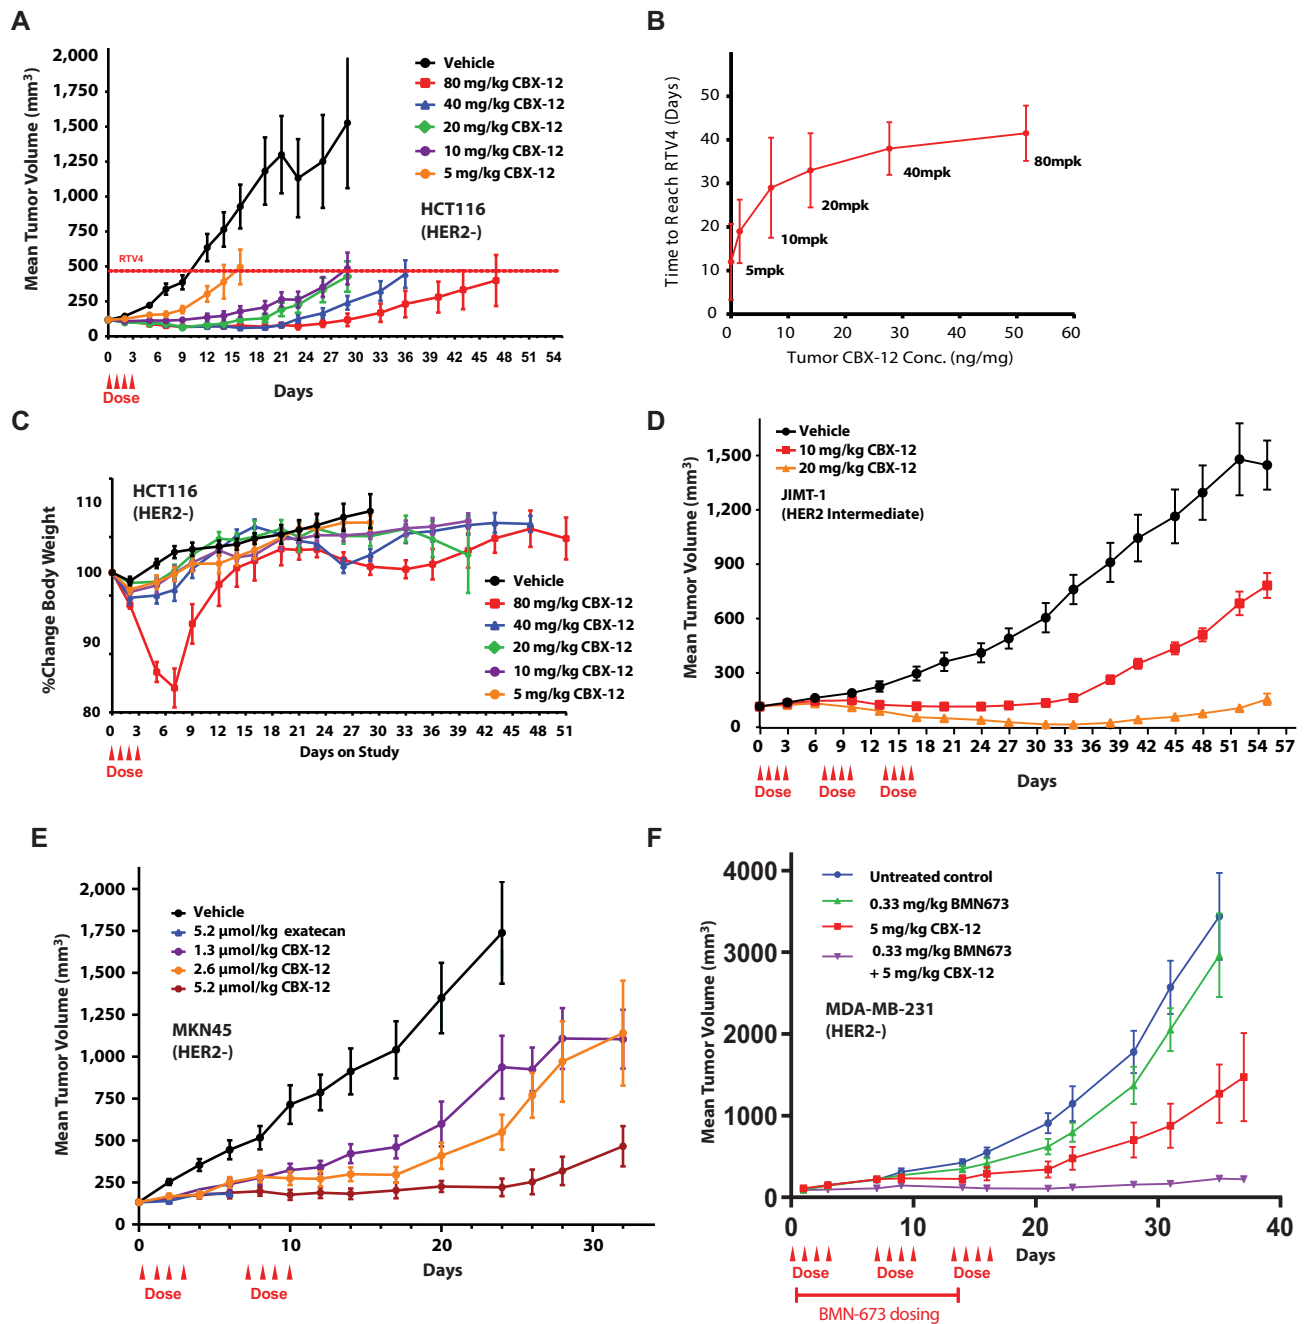 A
Mean Tumor Volume (mm3)
2,000
1,750
1,500
1,250
1,000
750
500
250
0
RTV4
Vehicle
80 mg/kg CBX-12
40 mg/kg CBX-12
20 mg/kg CBX-12
10 mg/kg CBX-12
5 mg/kg CBX-12
HCT116
(HER2-)
0 3 6 9 12 15 18 21 24 27 30 33 36 39 42 45 48 51 54
Dose
Days
B
Time to Reach RTV4 (Days)
50
40
30
20
10
0
5mpk
10mpk
20mpk
40mpk
80mpk
0 10 20 30 40 50 60
Tumor CBX-12 Conc. (ng/mg)
C
%Change Body Weight
110
100
90
80
HCT116
(HER2-)
Vehicle
80 mg/kg CBX-12
40 mg/kg CBX-12
20 mg/kg CBX-12
10 mg/kg CBX-12
5 mg/kg CBX-12
0 3 6 9 12 15 18 21 24 27 30 33 36 39 42 45 48 51
Dose
Days on Study
D
Mean Tumor Volume (mm3)
1,500
1,200
900
600
300
0
Vehicle
10 mg/kg CBX-12
20 mg/kg CBX-12
JIMT-1
(HER2 Intermediate)
0 3 6 9 12 15 18 21 24 27 30 33 36 39 42 45 48 51 54 57
Dose Dose Dose
Days
E
Mean Tumor Volume (mm3)
2,000
1,750
1,500
1,250
1,000
750
500
250
0
Vehicle
5.2 μmol/kg exatecan
1.3 μmol/kg CBX-12
2.6 μmol/kg CBX-12
5.2 μmol/kg CBX-12
MKN45
(HER2-)
0 10 20 30
Dose Dose
Days
F
Mean Tumor Volume (mm3)
4000
3000
2000
1000
0
Untreated control
0.33 mg/kg BMN673
5 mg/kg CBX-12
0.33 mg/kg BMN673
+ 5 mg/kg CBX-12
MDA-MB-231
(HER2-)
0 10 20 30 40
Days
Dose Dose Dose
BMN-673 dosing